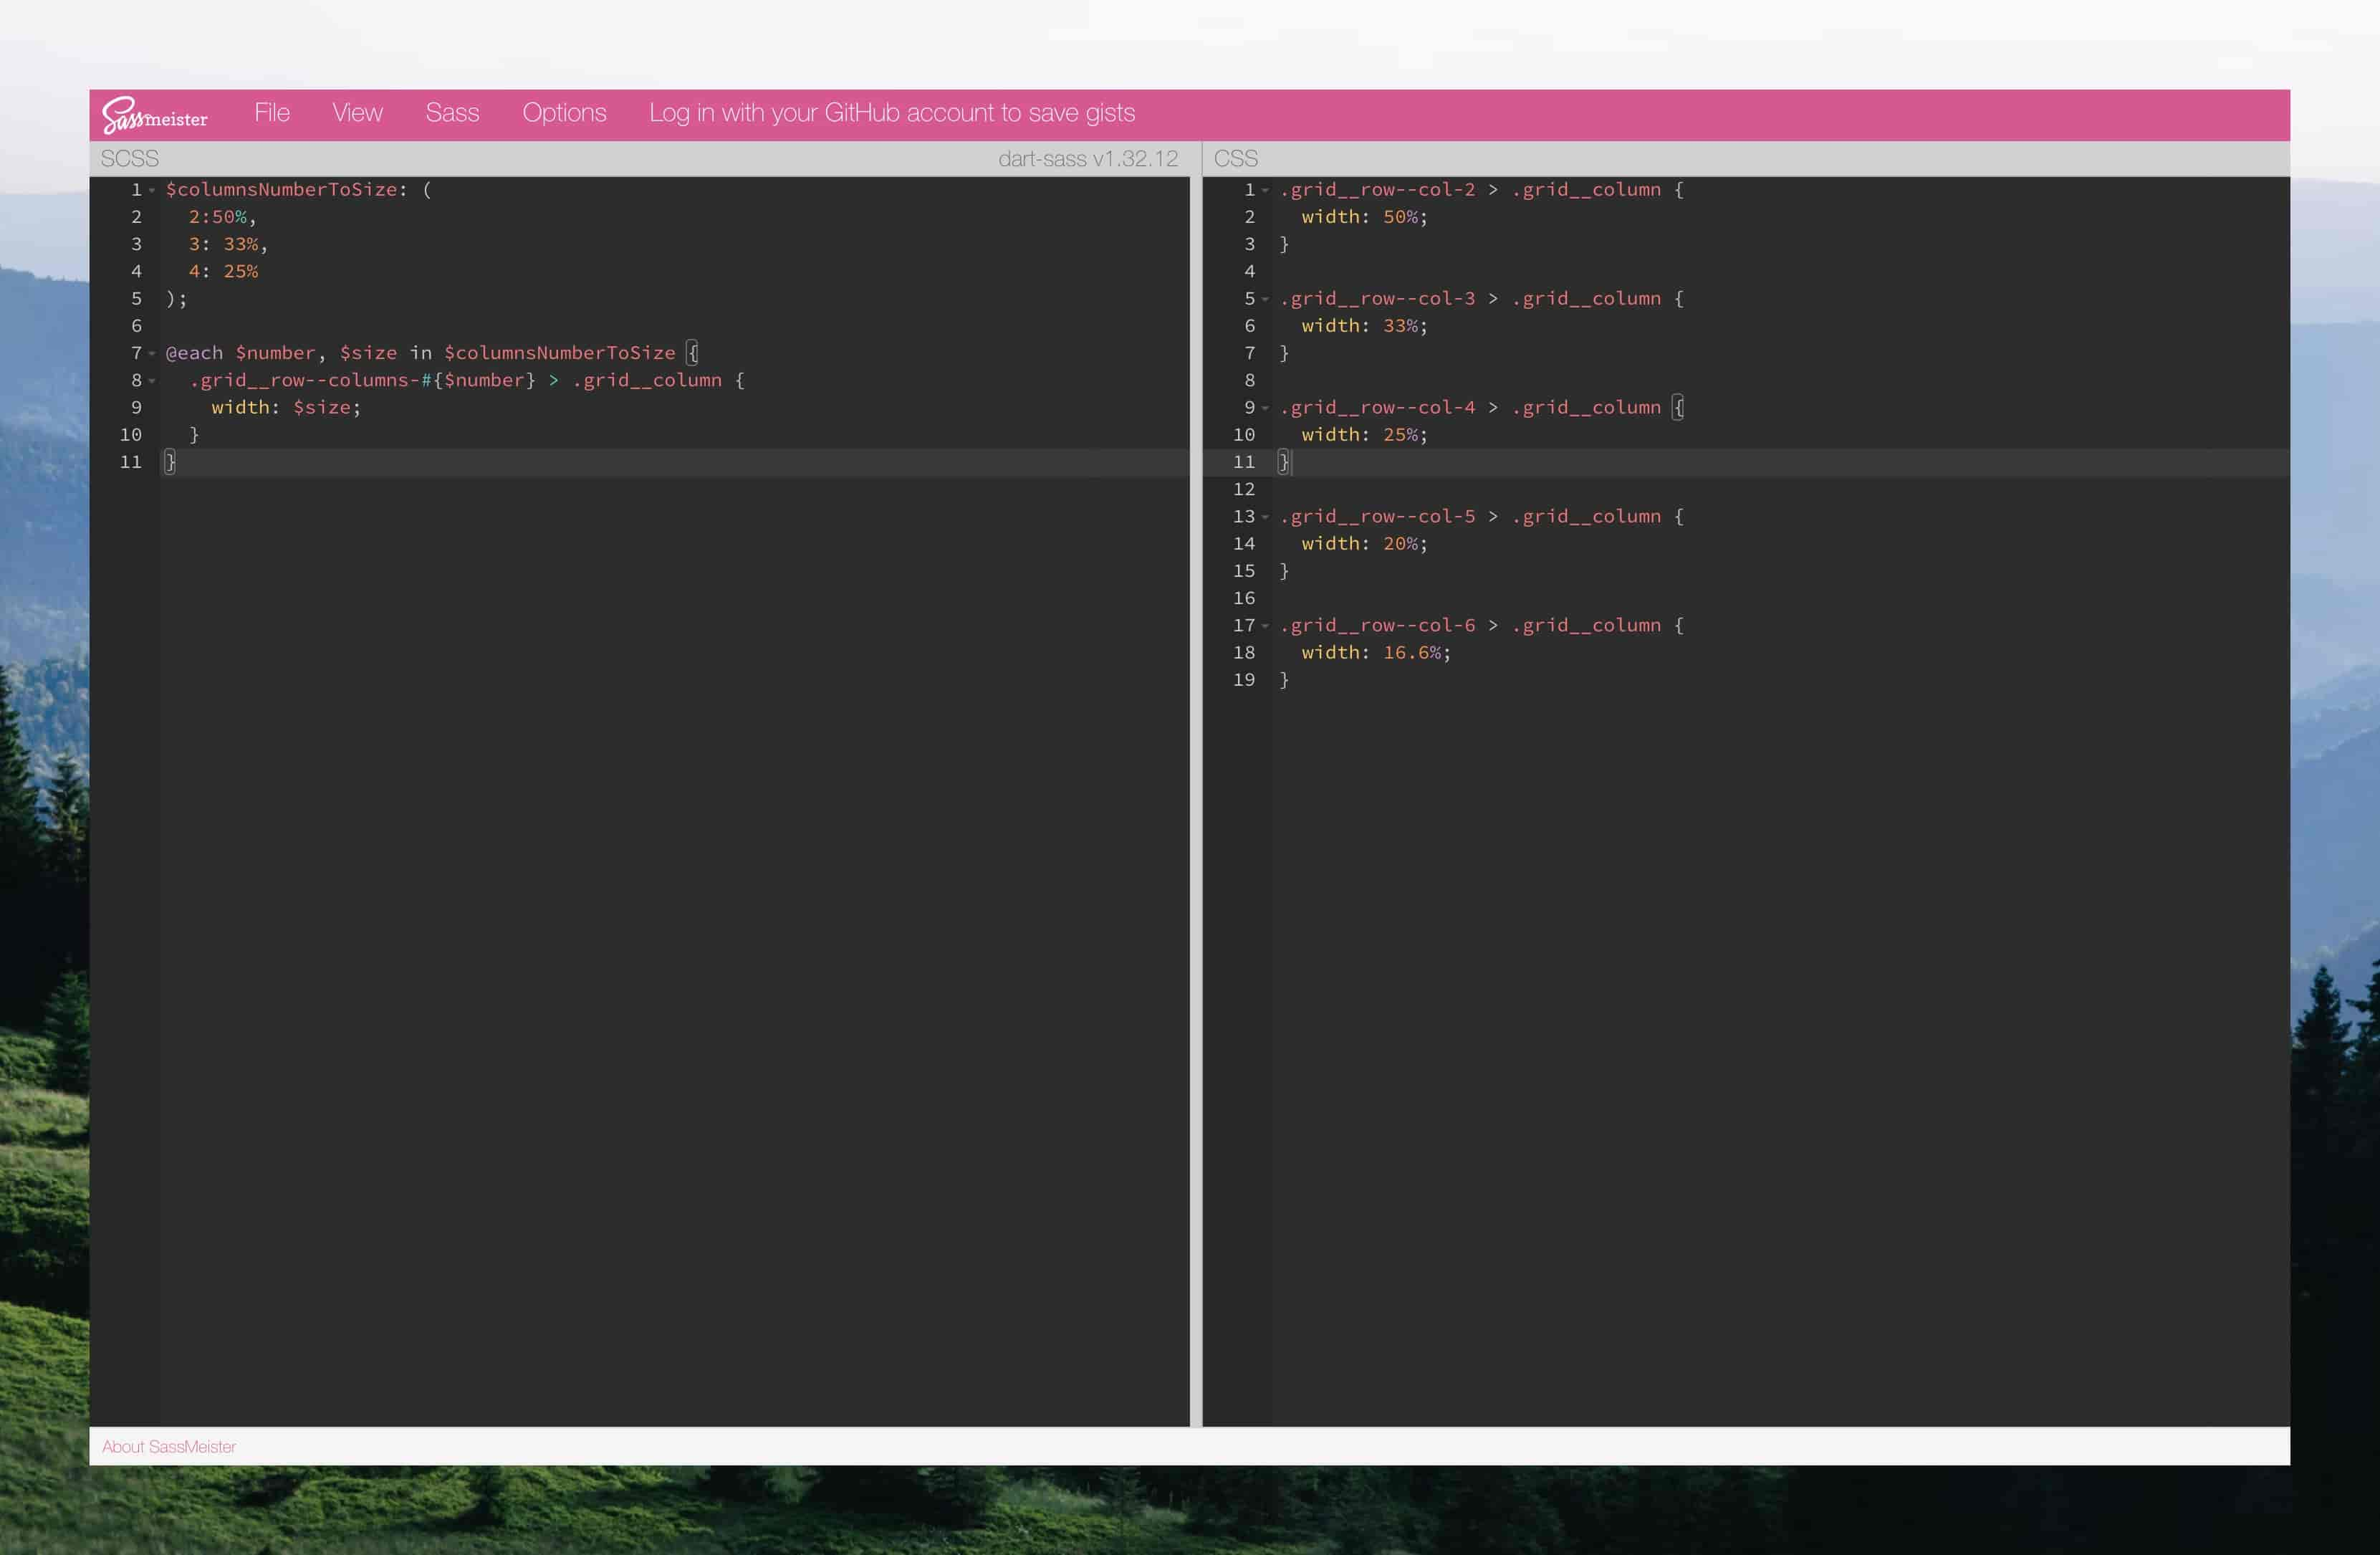 Sassmeister File View Sass Options Log in with your GitHub account to save gists
SCSS dart-sass v1.32.12
1 $columnsNumberToSize: (
2 2:50%,
3 3: 33%,
4 4: 25%
5 );
6
7 @each $number, $size in $columnsNumberToSize {
8 .grid__row--columns-#{$number} > .grid__column {
9 width: $size;
10 }
11 }
CSS
1 .grid__row--col-2 > .grid__column {
2 width: 50%;
3 }
4
5 .grid__row--col-3 > .grid__column {
6 width: 33%;
7 }
8
9 .grid__row--col-4 > .grid__column {
10 width: 25%;
11 }
12
13 .grid__row--col-5 > .grid__column {
14 width: 20%;
15 }
16
17 .grid__row--col-6 > .grid__column {
18 width: 16.6%;
19 }
About SassMeister